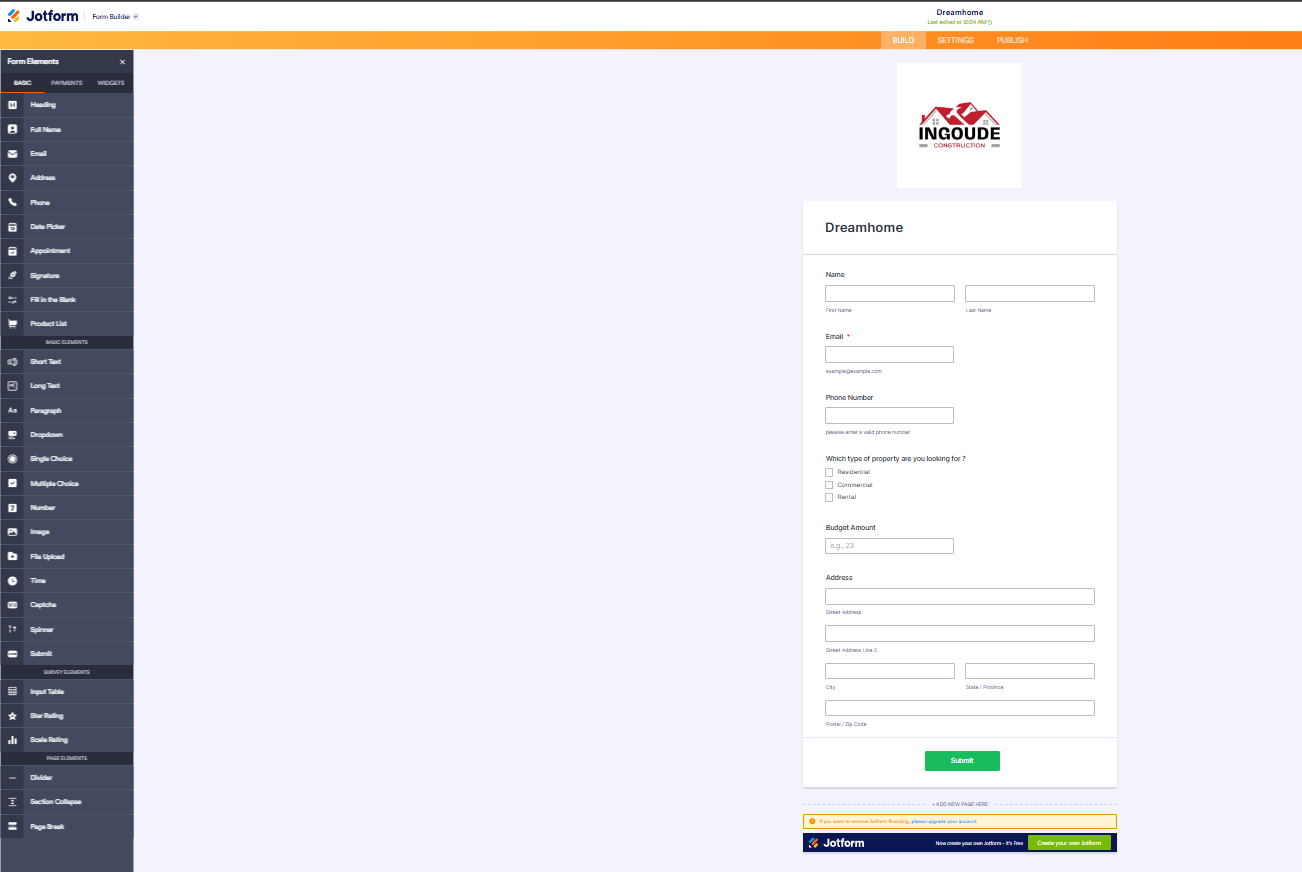 Jotform
Form Builder
Dreamhome
Last edited at 12:04 AM
BUILD
SETTINGS
PUBLISH
Form Elements
BASIC
PAYMENTS
WIDGETS
Heading
Full Name
Email
Address
Phone
Date Picker
Appointment
Signature
Fill in the Blank
Product List
BASIC ELEMENTS
Short Text
Long Text
Aa
Paragraph
Dropdown
Single Choice
Multiple Choice
Number
Image
File Upload
Time
Captcha
Spinner
Submit
SURVEY ELEMENTS
Input Table
Star Rating
Scale Rating
PAGE ELEMENTS
Divider
Section Collapse
Page Break
INGOUDE
CONSTRUCTION
Dreamhome
Name
First Name
Last Name
Email *
example@example.com
Phone Number
pleasse enter a valid phone number
Which type of property are you looking for ?
Residential
Commercial
Rental
Budget Amount
e.g., 23
Address
Street Address
Street Address Line 2
City
State / Province
Postal / Zip Code
Submit
+ ADD NEW PAGE HERE
If you want to remove Jotform Branding, please upgrade your account
Jotform
Now create your own Jotform - It's Free
Create your own Jotform